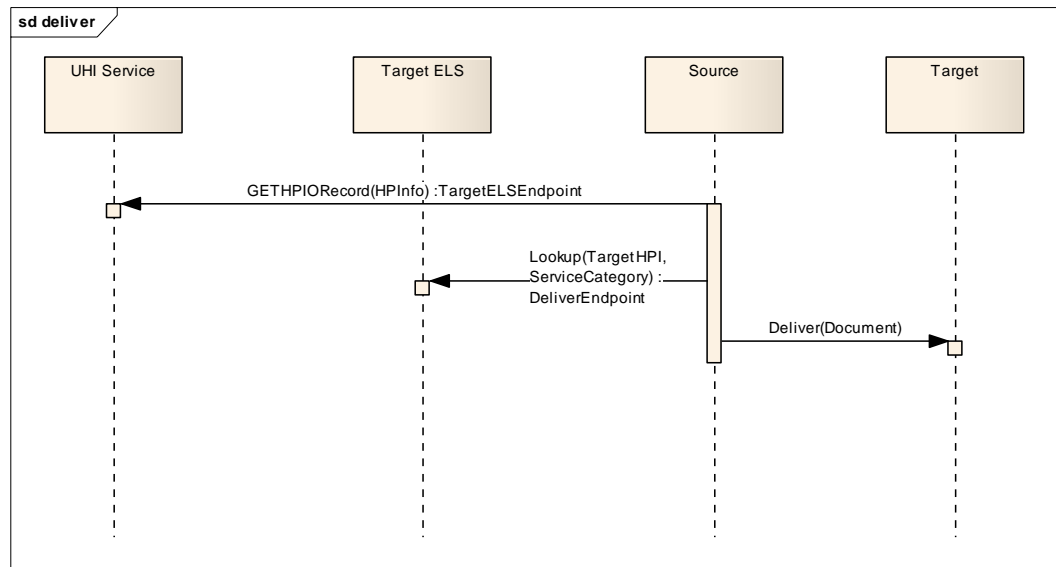 sd deliver
UHI Service
Target ELS
Source
Target
GETHPIORecord(HPInfo) :TargetELSEndpoint
Lookup(TargetHPI,
ServiceCategory) :
DeliverEndpoint
Deliver(Document)